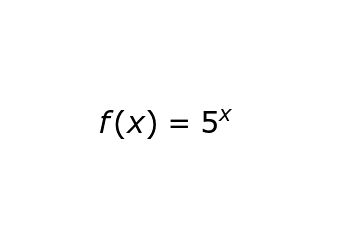 f(x) = 5^x